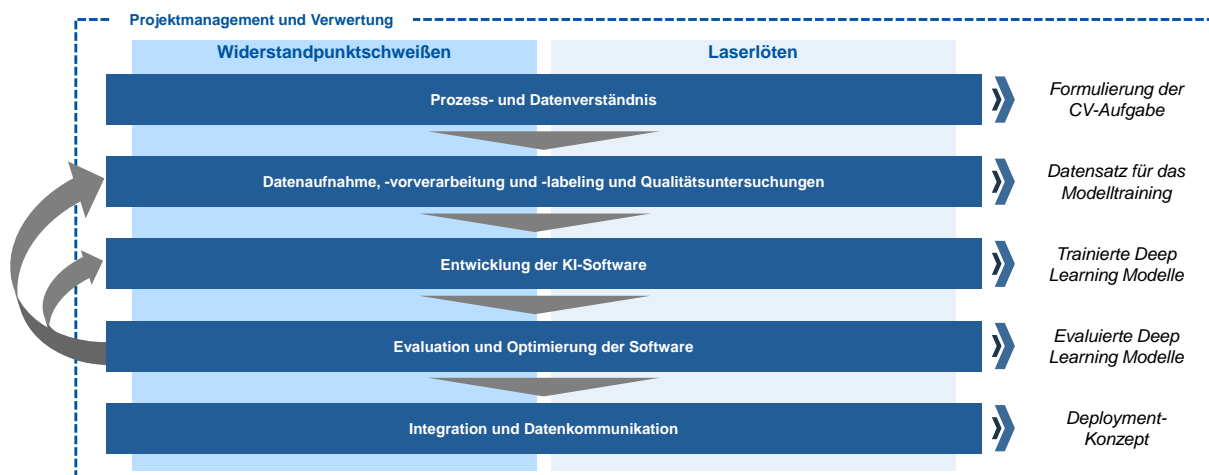 Projektmanagement und Verwertung
Widerstandpunktschweißen
Laserlöten
Prozess- und Datenverständnis
Formulierung der
CV-Aufgabe
Datenaufnahme, -vorverarbeitung und -labeling und Qualitätsuntersuchungen
Datensatz für das
Modelltraining
Entwicklung der KI-Software
Trainierte Deep
Learning Modelle
Evaluation und Optimierung der Software
Evaluierte Deep
Learning Modelle
Integration und Datenkommunikation
Deployment-
Konzept